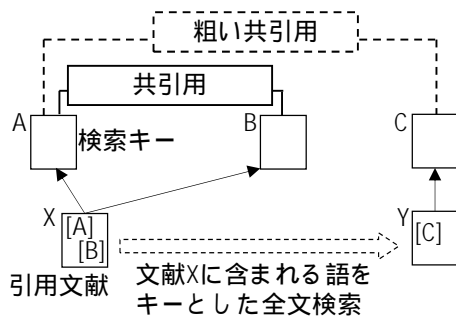 粗い共引用
共引用
A
検索キー
B
C
X
[A]
[B]
Y
[C]
引用文献
文献Xに含まれる語を
キーとした全文検索